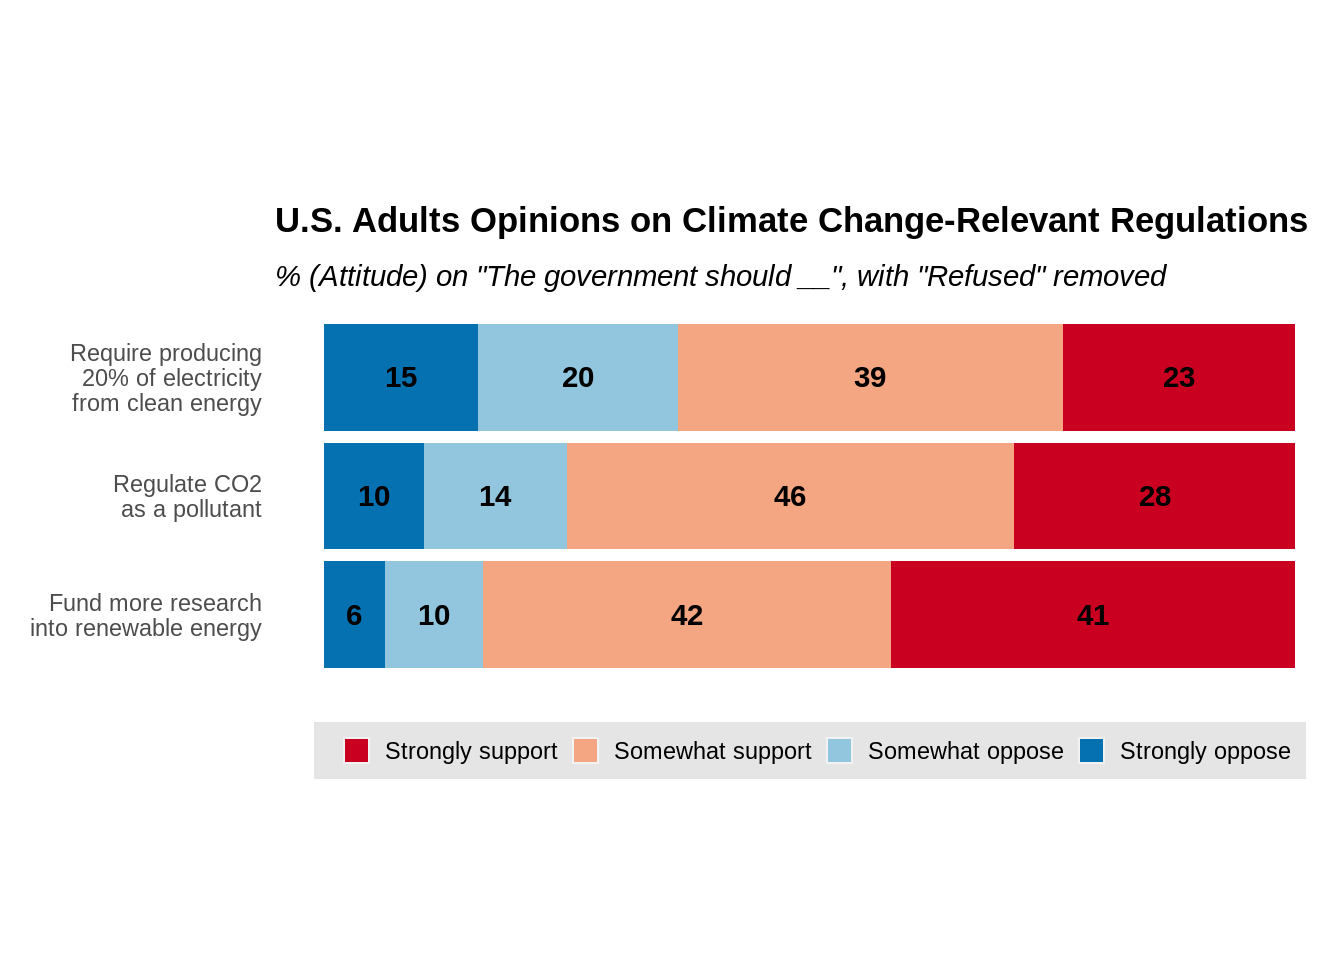 U.S. Adults Opinions on Climate Change-Relevant Regulations
% (Attitude) on "The government should __", with "Refused" removed
Require producing
20% of electricity
from clean energy
15 20 39 23
Regulate CO2
as a pollutant
10 14 46 28
Fund more research
into renewable energy
6 10 42 41
Strongly support Somewhat support Somewhat oppose Strongly oppose